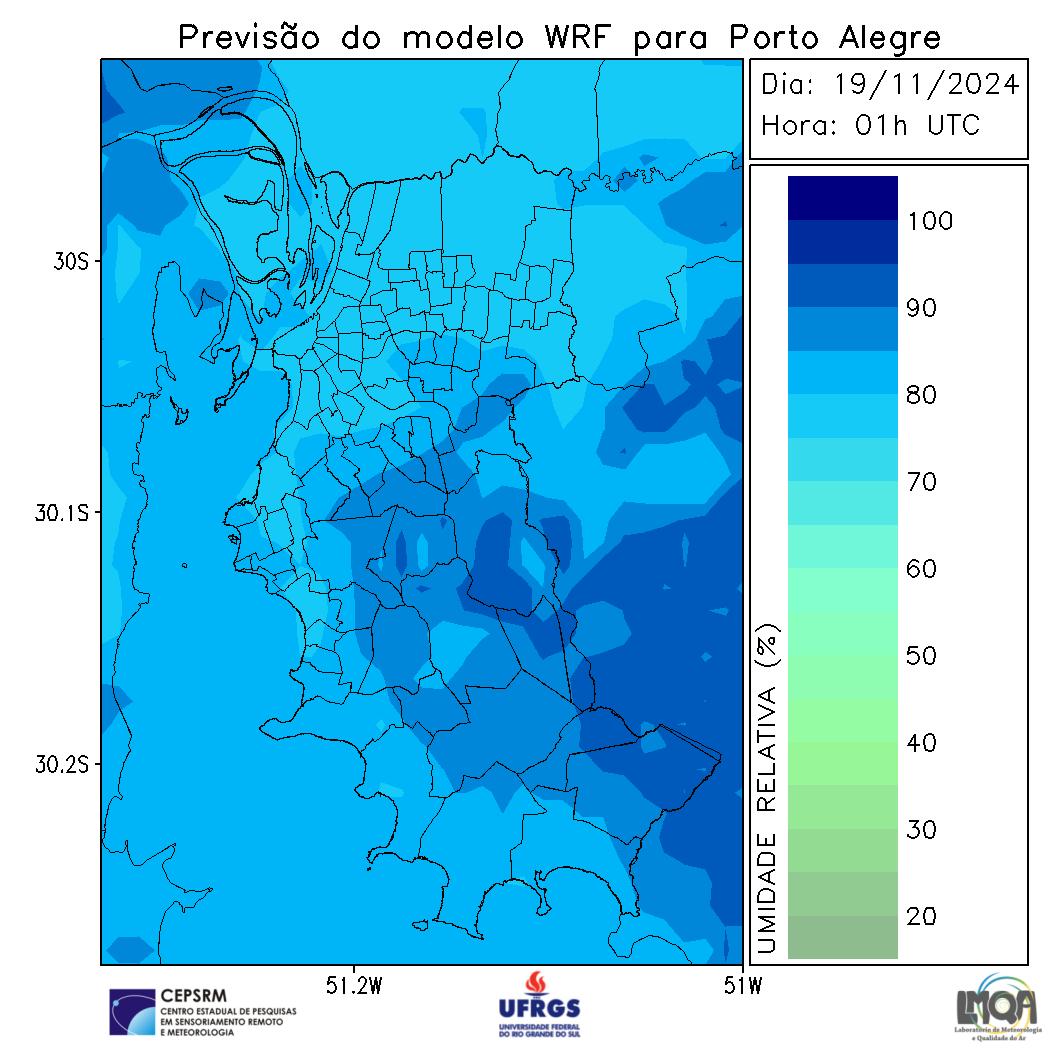 Previsão do modelo WRF para Porto Alegre
Dia: 19/11/2024
Hora: 01h UTC
30S
30.1S
30.2S
51.2W
51W
UMIDADE RELATIVA (%)
100
90
80
70
60
50
40
30
20
CEPSRM
CENTRO ESTADUAL DE PESQUISAS
EM SENSORIAMENTO REMOTO
E METEOROLOGIA
UFRGS
UNIVERSIDADE FEDERAL
DO RIO GRANDE DO SUL
LMQA
Laboratório de Meteorologia
e Qualidade do Ar